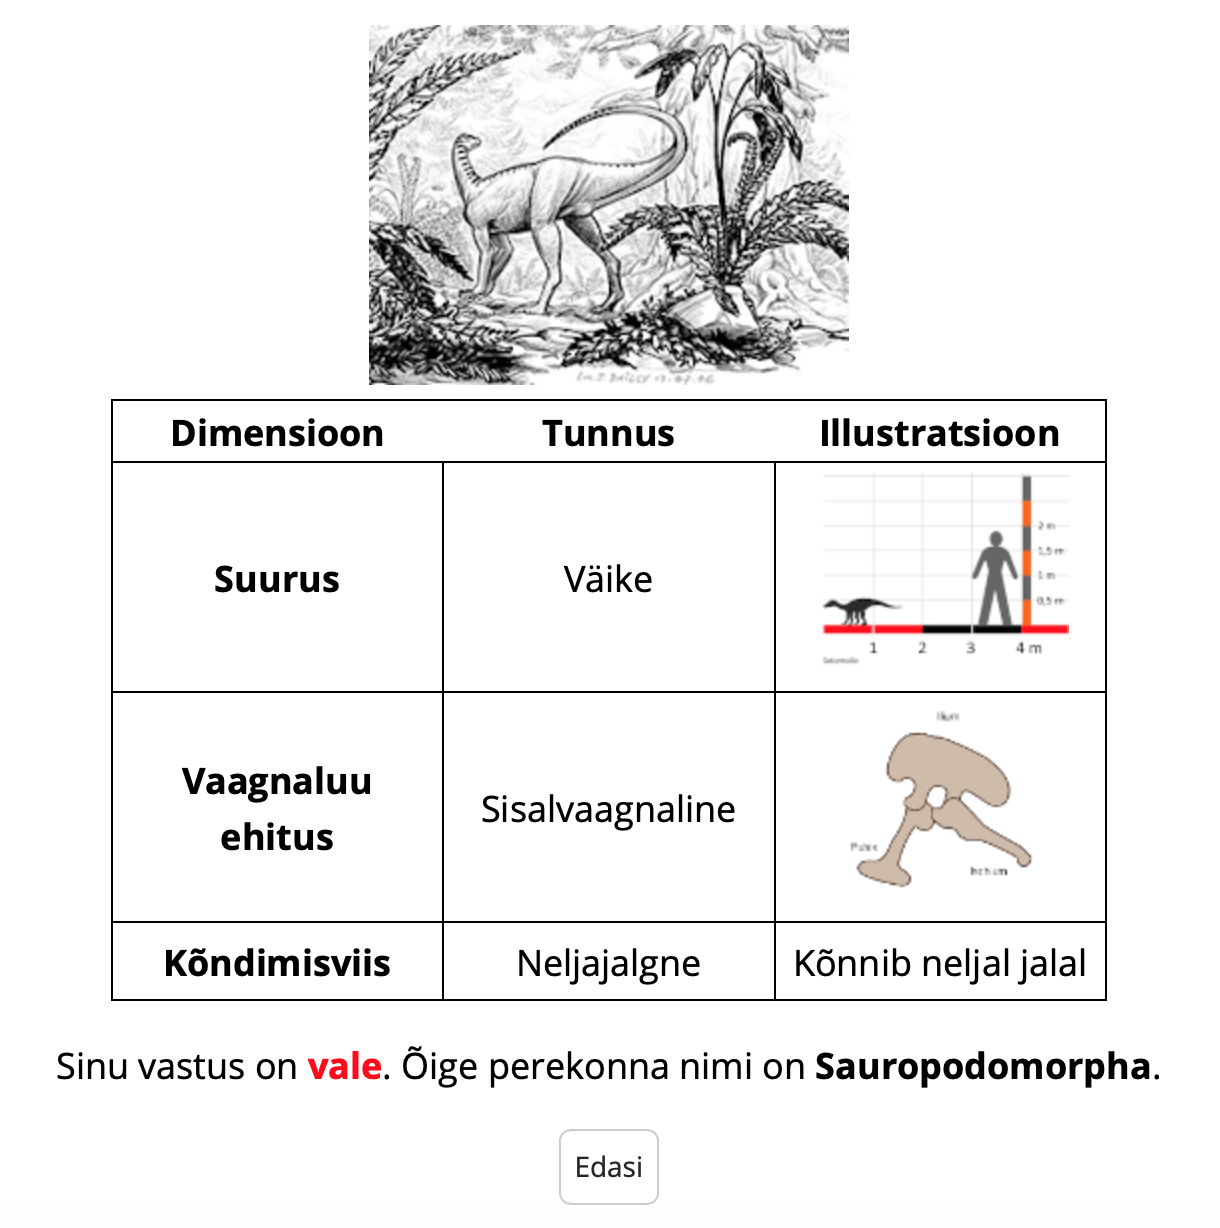 Dimensioon Tunnus Illustratsioon
Suurus Väike
2 m
1,5 m
1 m
0,5 m
1 2 3 4 m
Vaagnaluu
ehitus
Sisalvaagnaline
Ilium
Pubis
Ischium
Kõndimisviis Neljajalgne Kõnnib neljal jalal
Sinu vastus on vale. Õige perekonna nimi on Sauropodomorpha.
Edasi